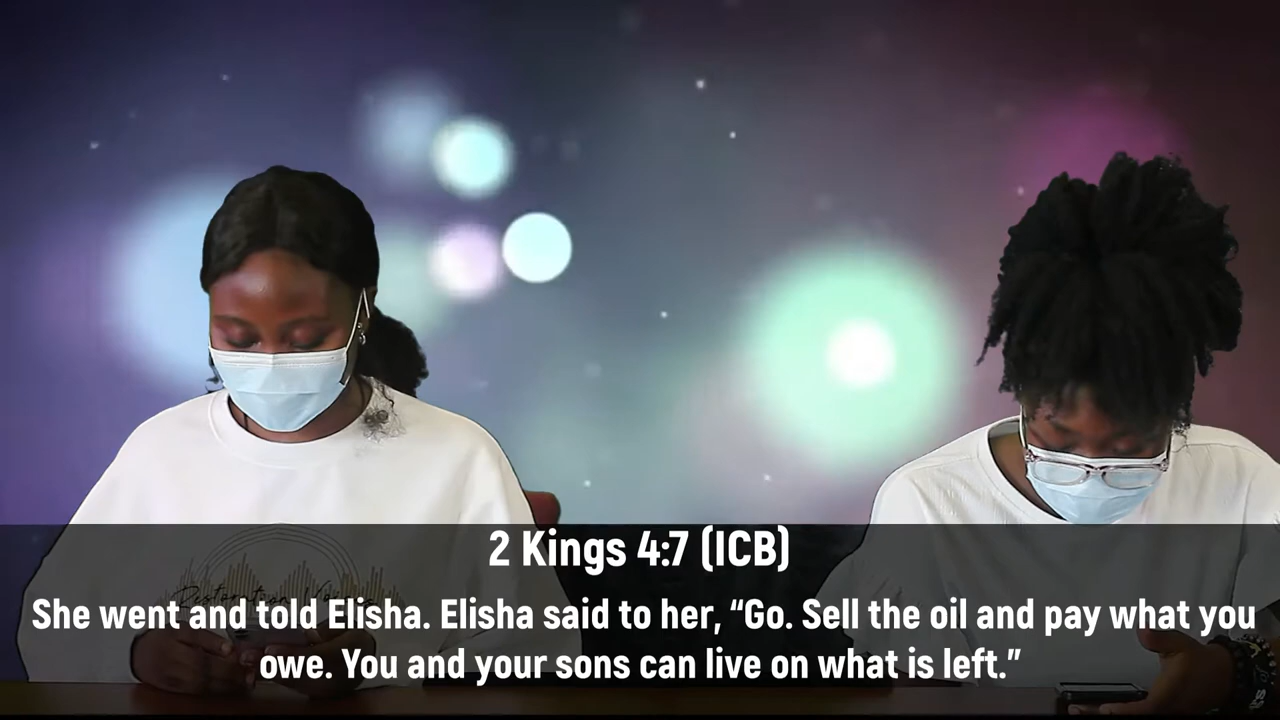 2 Kings 4:7 (ICB)
She went and told Elisha. Elisha said to her, “Go. Sell the oil and pay what you
owe. You and your sons can live on what is left.”